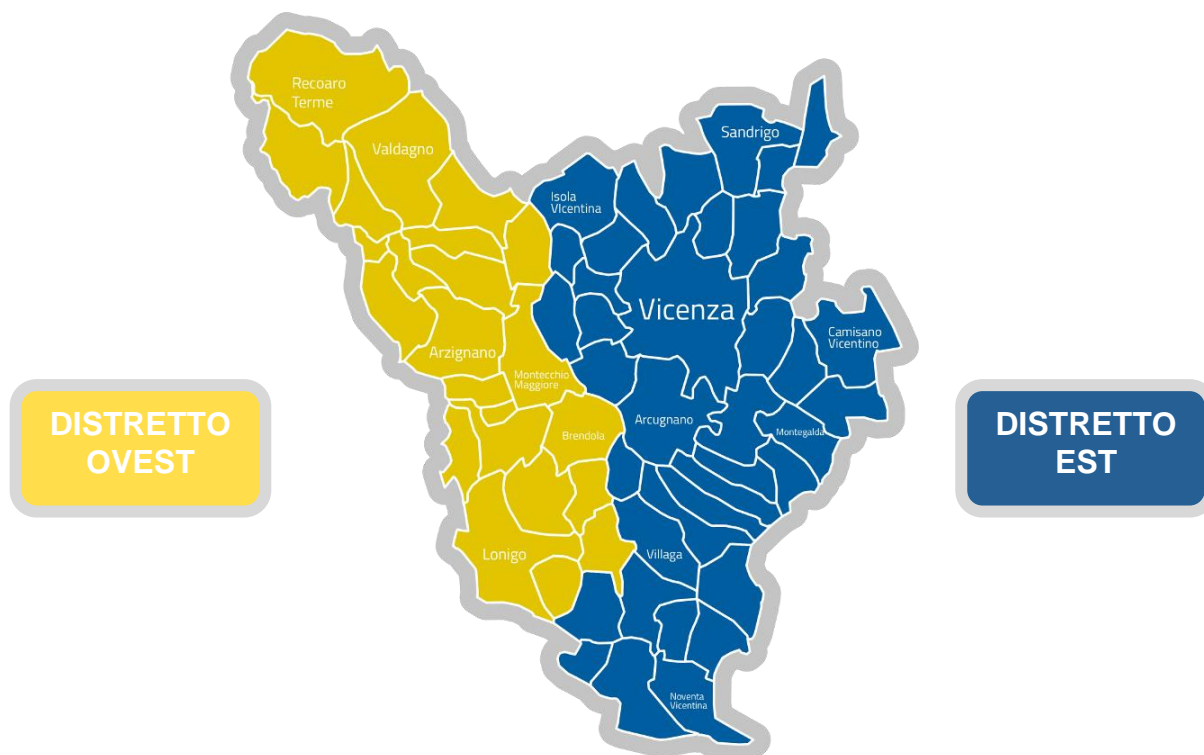 Recoaro
Terme
Sandrigo
Valdagno
Isola
VIcentina
Vicenza
Camisano
Vicentino
Arzignano
Montecchio
Maggiore
DISTRETTO
OVEST
Arcugnano
Brendola
Montegalda
DISTRETTO
EST
Lonigo
Villaga
Noventa
Vicentina